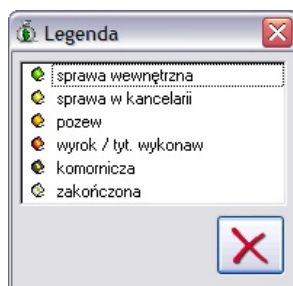 Legenda
sprawa wewnętrzna
sprawa w kancelarii
pozew
wyrok / tyt. wykonaw
komornicza
zakończona